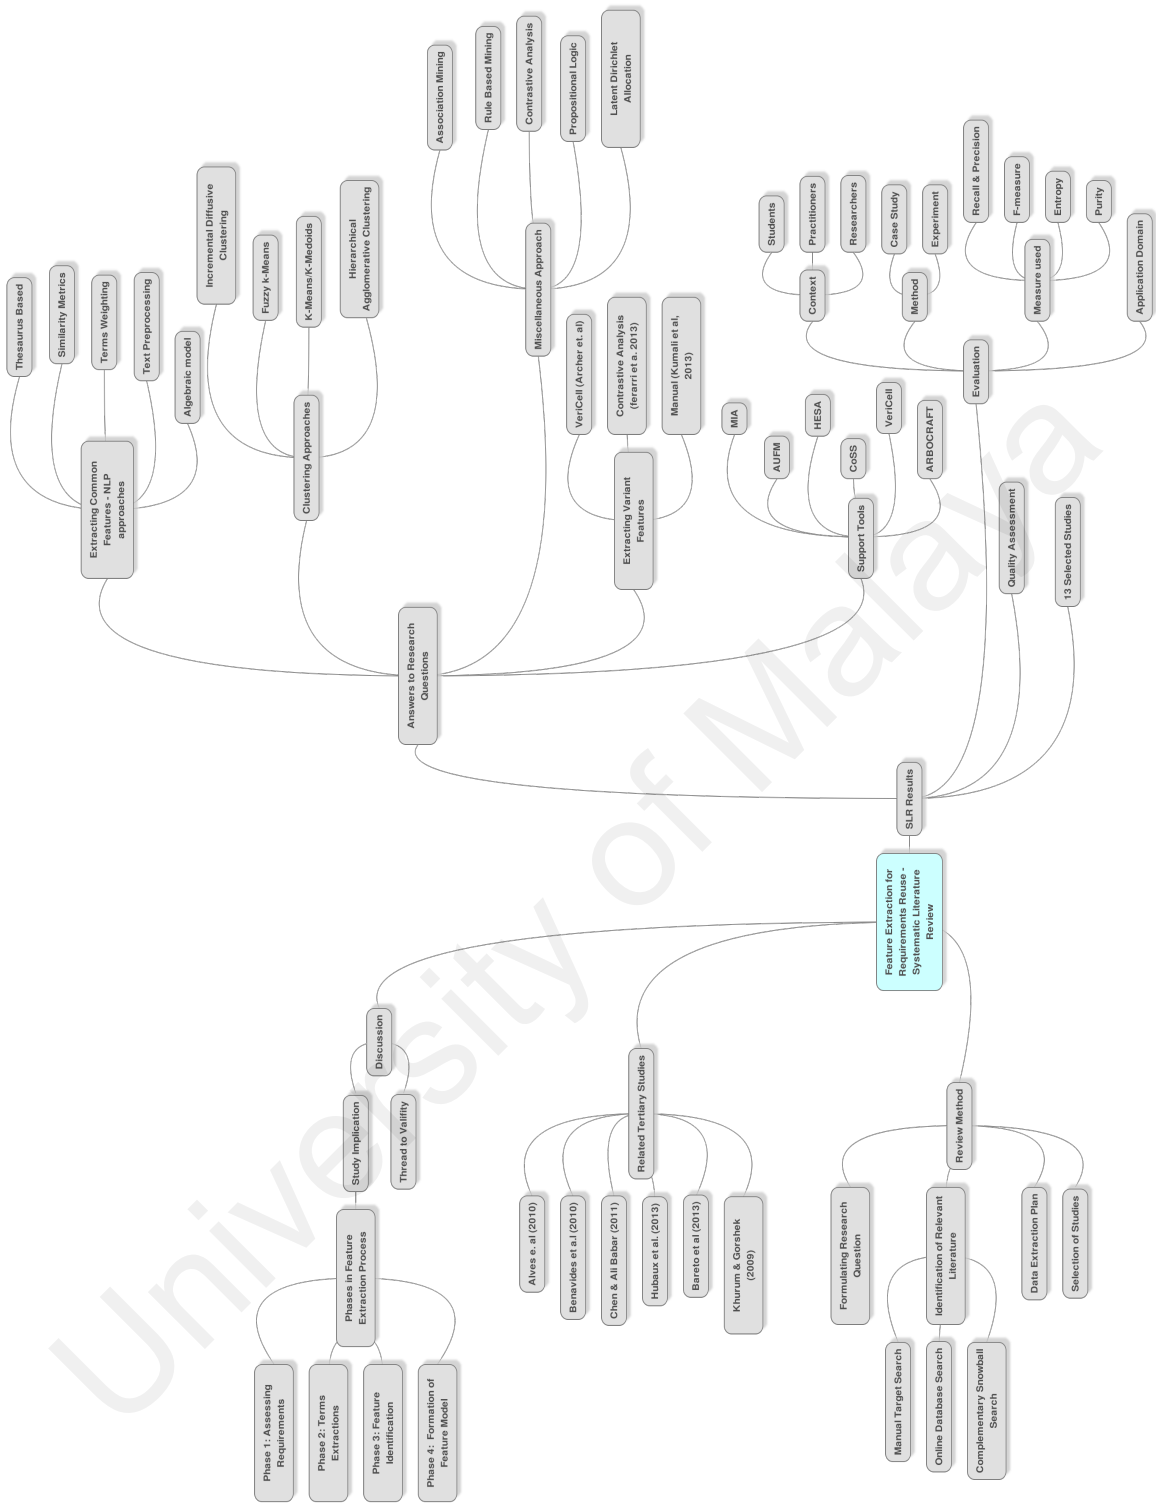 Thesaurus Based
Similarity Metrics
Terms Weighting
Text Preprocessing
Algebraic model
Extracting Common
Features - NLP
approaches
Incremental Diffusive
Clustering
Fuzzy k-Means
K-Means/K-Medoids
Hierarchical
Agglomerative Clustering
Clustering Approaches
Association Mining
Rule Based Mining
Contrastive Analysis
Propositional Logic
Latent Dirichlet
Allocation
Miscellaneous Approach
VeriCell (Archer et. al)
Contrastive Analysis
(ferarri et a. 2013)
Manual (Kumali et al,
2013)
Extracting Variant
Features
MIA
AUFM
HESA
CoSS
VeriCell
ARBOCRAFT
Support Tools
Answers to Research
Questions
Students
Practitioners
Researchers
Context
Case Study
Experiment
Method
Recall & Precision
F-measure
Entropy
Purity
Measure used
Application Domain
Evaluation
Quality Assessment
13 Selected Studies
SLR Results
Feature Extraction for
Requirements Reuse -
Systematic Literature
Review
Discussion
Study Implication
Thread to Valifity
Phases in Feature
Extraction Process
Phase 1: Assessing
Requirements
Phase 2: Terms
Extractions
Phase 3: Feature
Identification
Phase 4:  Formation of
Feature Model
Related Tertiary Studies
Alves e. al (2010)
Benavides et a.l (2010)
Chen & Ali Babar (2011)
Hubaux et al. (2013)
Bareto et al (2013)
Khurum & Gorshek
(2009)
Review Method
Formulating Research
Question
Identification of Relevant
Literature
Data Extraction Plan
Selection of Studies
Manual Target Search
Online Database Search
Complementary Snowball
Search
University of Malaya